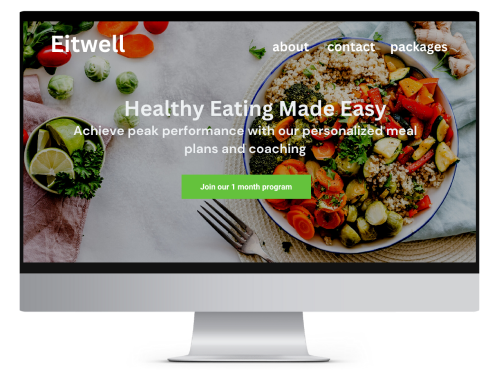 Eitwell
about contact packages
Healthy Eating Made Easy
Achieve peak performance with our personalized meal
plans and coaching
Join our 1 month program